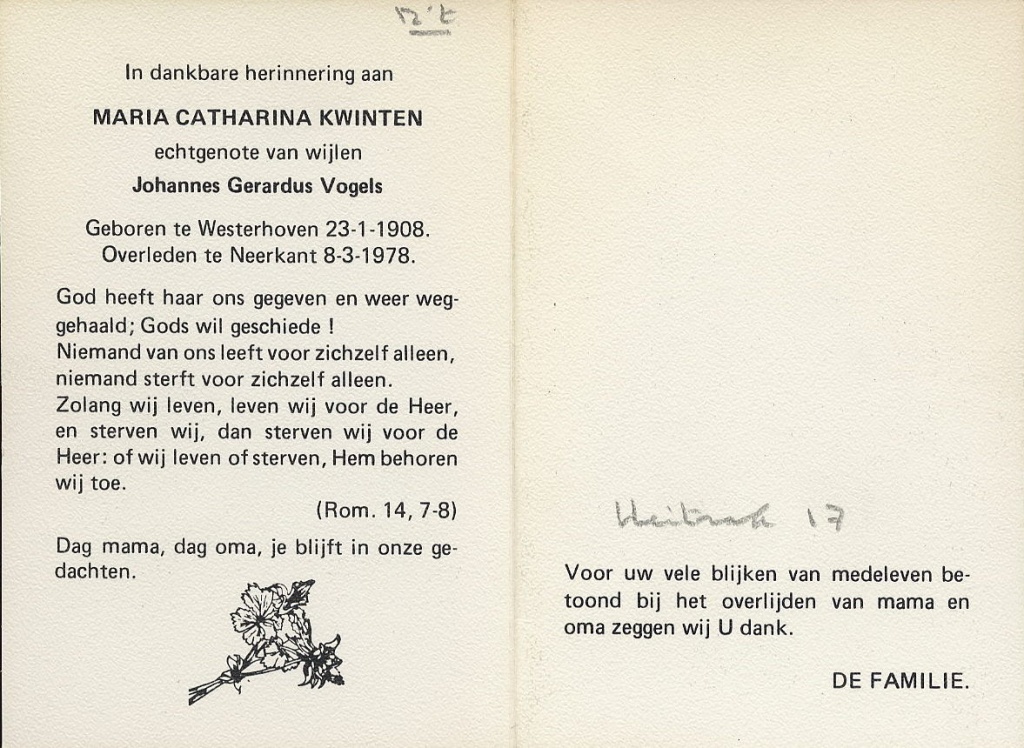 In dankbare herinnering aan
MARIA CATHARINA KWINTEN
echtgenote van wijlen
Johannes Gerardus Vogels
Geboren te Westerhoven 23-1-1908.
Overleden te Neerkant 8-3-1978.
God heeft haar ons gegeven en weer weg-
gehaald; Gods wil geschiede !
Niemand van ons leeft voor zichzelf alleen,
niemand sterft voor zichzelf alleen.
Zolang wij leven, leven wij voor de Heer,
en sterven wij, dan sterven wij voor de
Heer: of wij leven of sterven, Hem behoren
wij toe.
(Rom. 14, 7-8)
Dag mama, dag oma, je blijft in onze ge-
dachten.
17
Voor uw vele blijken van medeleven be-
toond bij het overlijden van mama en
oma zeggen wij U dank.
DE FAMILIE.